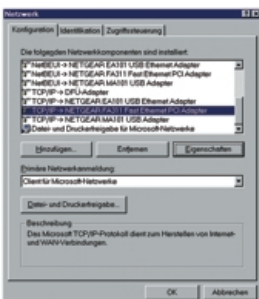 Netzwerk
Konfiguration Identifikation Zugriffssteuerung
Die folgenden Netzwerkkomponenten sind installiert:
NetBEUI -> NETGEAR EA101 USB Ethernet Adapter
NetBEUI -> NETGEAR FA311 Fast Ethernet PCI Adapter
NetBEUI -> NETGEAR MA101 USB Adapter
TCP/IP -> DFÜ-Adapter
TCP/IP -> NETGEAR EA101 USB Ethernet Adapter
TCP/IP -> NETGEAR FA311 Fast Ethernet PCI Adapter
TCP/IP -> NETGEAR MA101 USB Adapter
Datei- und Druckerfreigabe für Microsoft-Netzwerke
Hinzufügen... Entfernen Eigenschaften
Primäre Netzwerkanmeldung:
Client für Microsoft-Netzwerke
Datei- und Druckerfreigabe...
Beschreibung
Das Microsoft TCP/IP-Protokoll dient zum Herstellen von Internet-
und WAN-Verbindungen.
OK Abbrechen